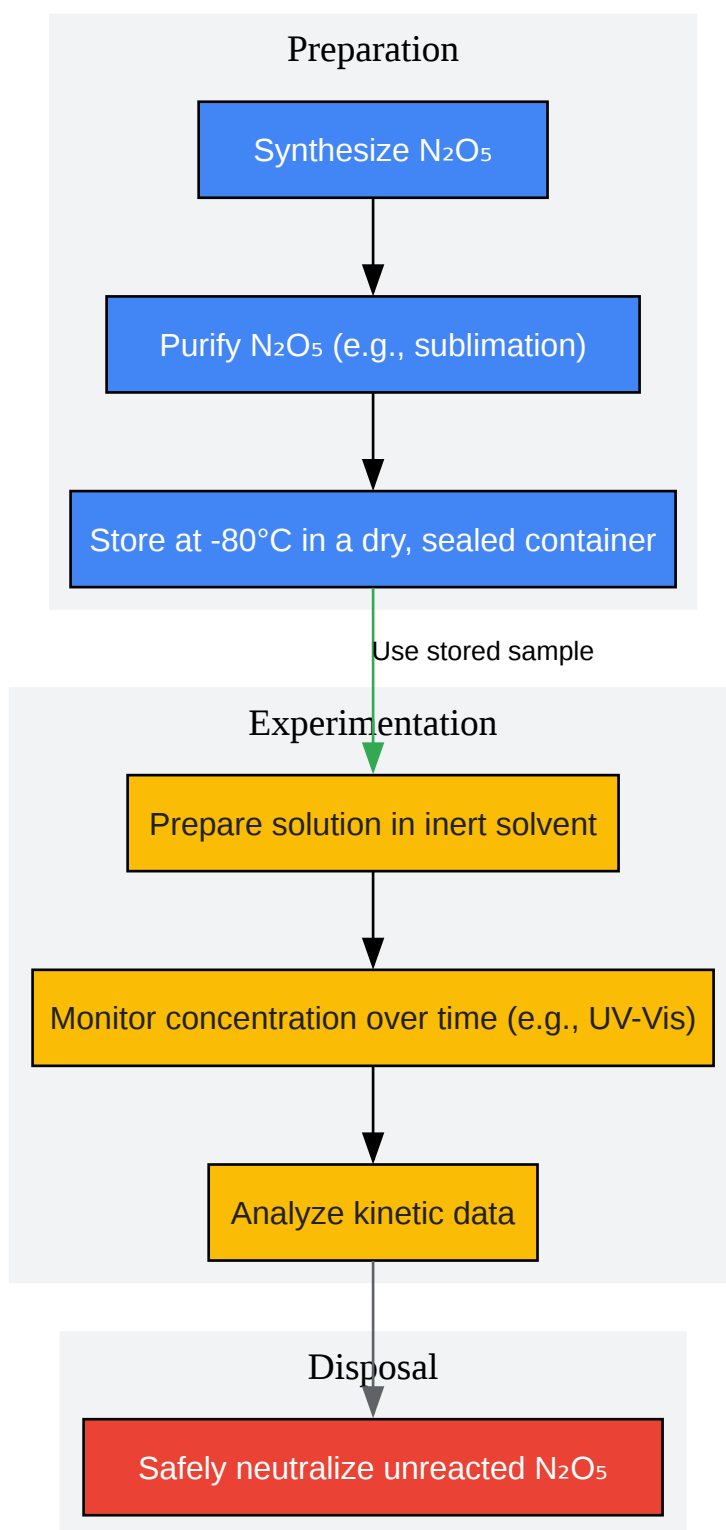 Preparation
Synthesize N₂O₅
Purify N₂O₅ (e.g., sublimation)
Store at -80°C in a dry, sealed container
Use stored sample
Experimentation
Prepare solution in inert solvent
Monitor concentration over time (e.g., UV-Vis)
Analyze kinetic data
Disposal
Safely neutralize unreacted N₂O₅